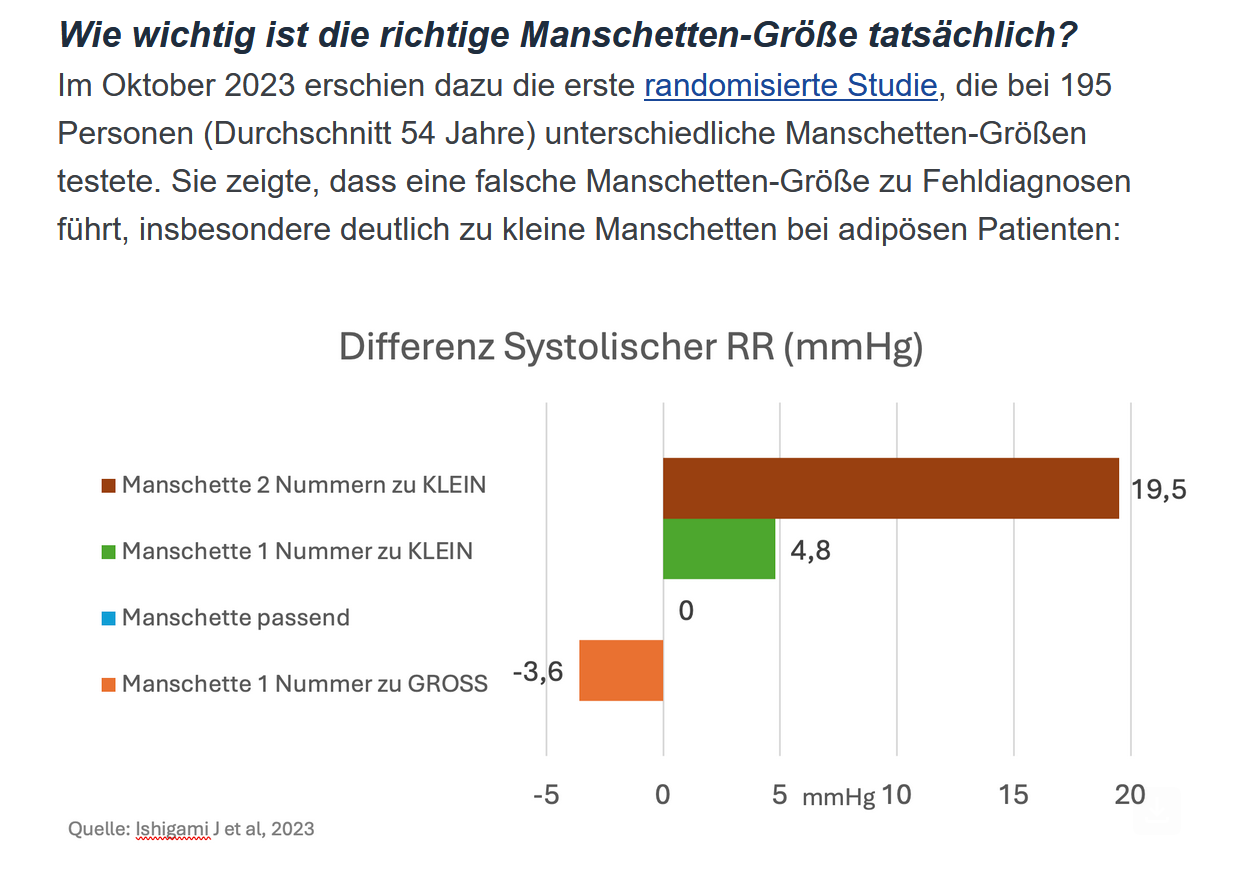 Wie wichtig ist die richtige Manschetten-Größe tatsächlich?
Im Oktober 2023 erschien dazu die erste randomisierte Studie, die bei 195
Personen (Durchschnitt 54 Jahre) unterschiedliche Manschetten-Größen
testete. Sie zeigte, dass eine falsche Manschetten-Größe zu Fehldiagnosen
führt, insbesondere deutlich zu kleine Manschetten bei adipösen Patienten:
Differenz Systolischer RR (mmHg)
Manschette 2 Nummern zu KLEIN
19,5
Manschette 1 Nummer zu KLEIN
4,8
Manschette passend
0
Manschette 1 Nummer zu GROSS
-3,6
-5 0 5 mmHg 10 15 20
Quelle: Ishigami J et al, 2023